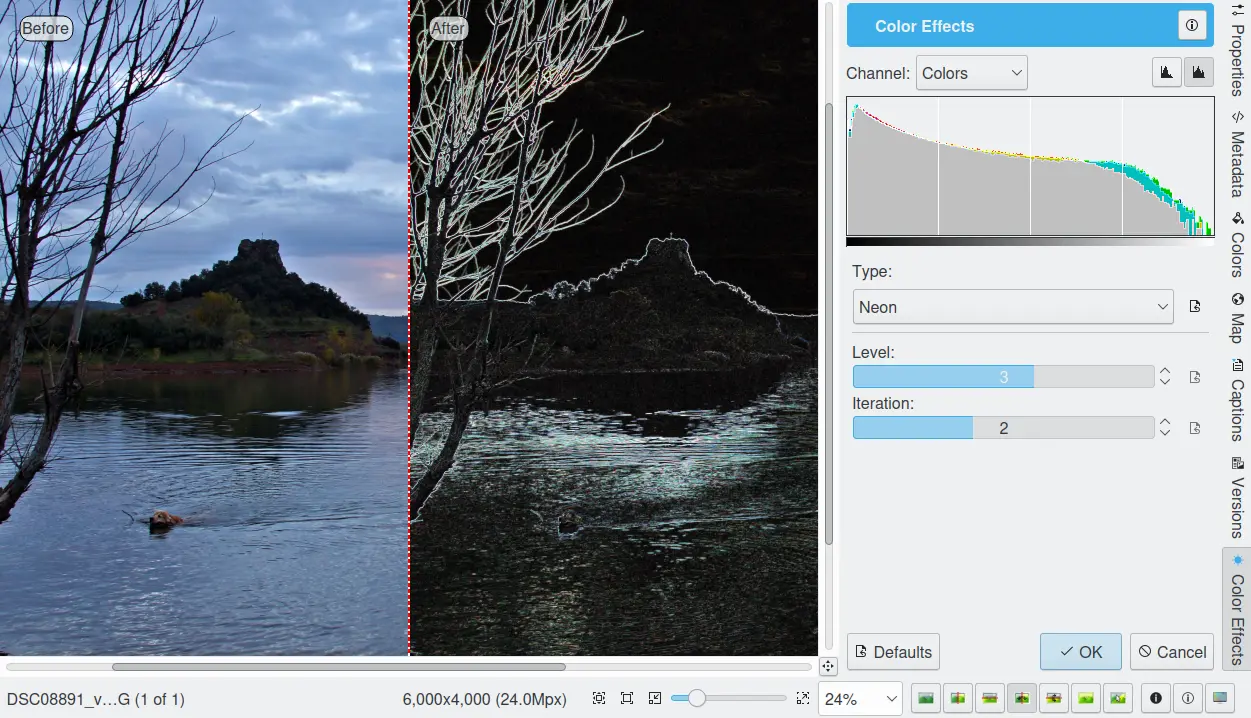 Before
After
Color Effects
Channel: Colors
Type:
Neon
Level:
3
Iteration:
2
Defaults
OK
Cancel
Properties
Metadata
Colors
Map
Captions
Versions
Color Effects
DSC08891_v…G (1 of 1)
6,000x4,000 (24.0Mpx)
24%